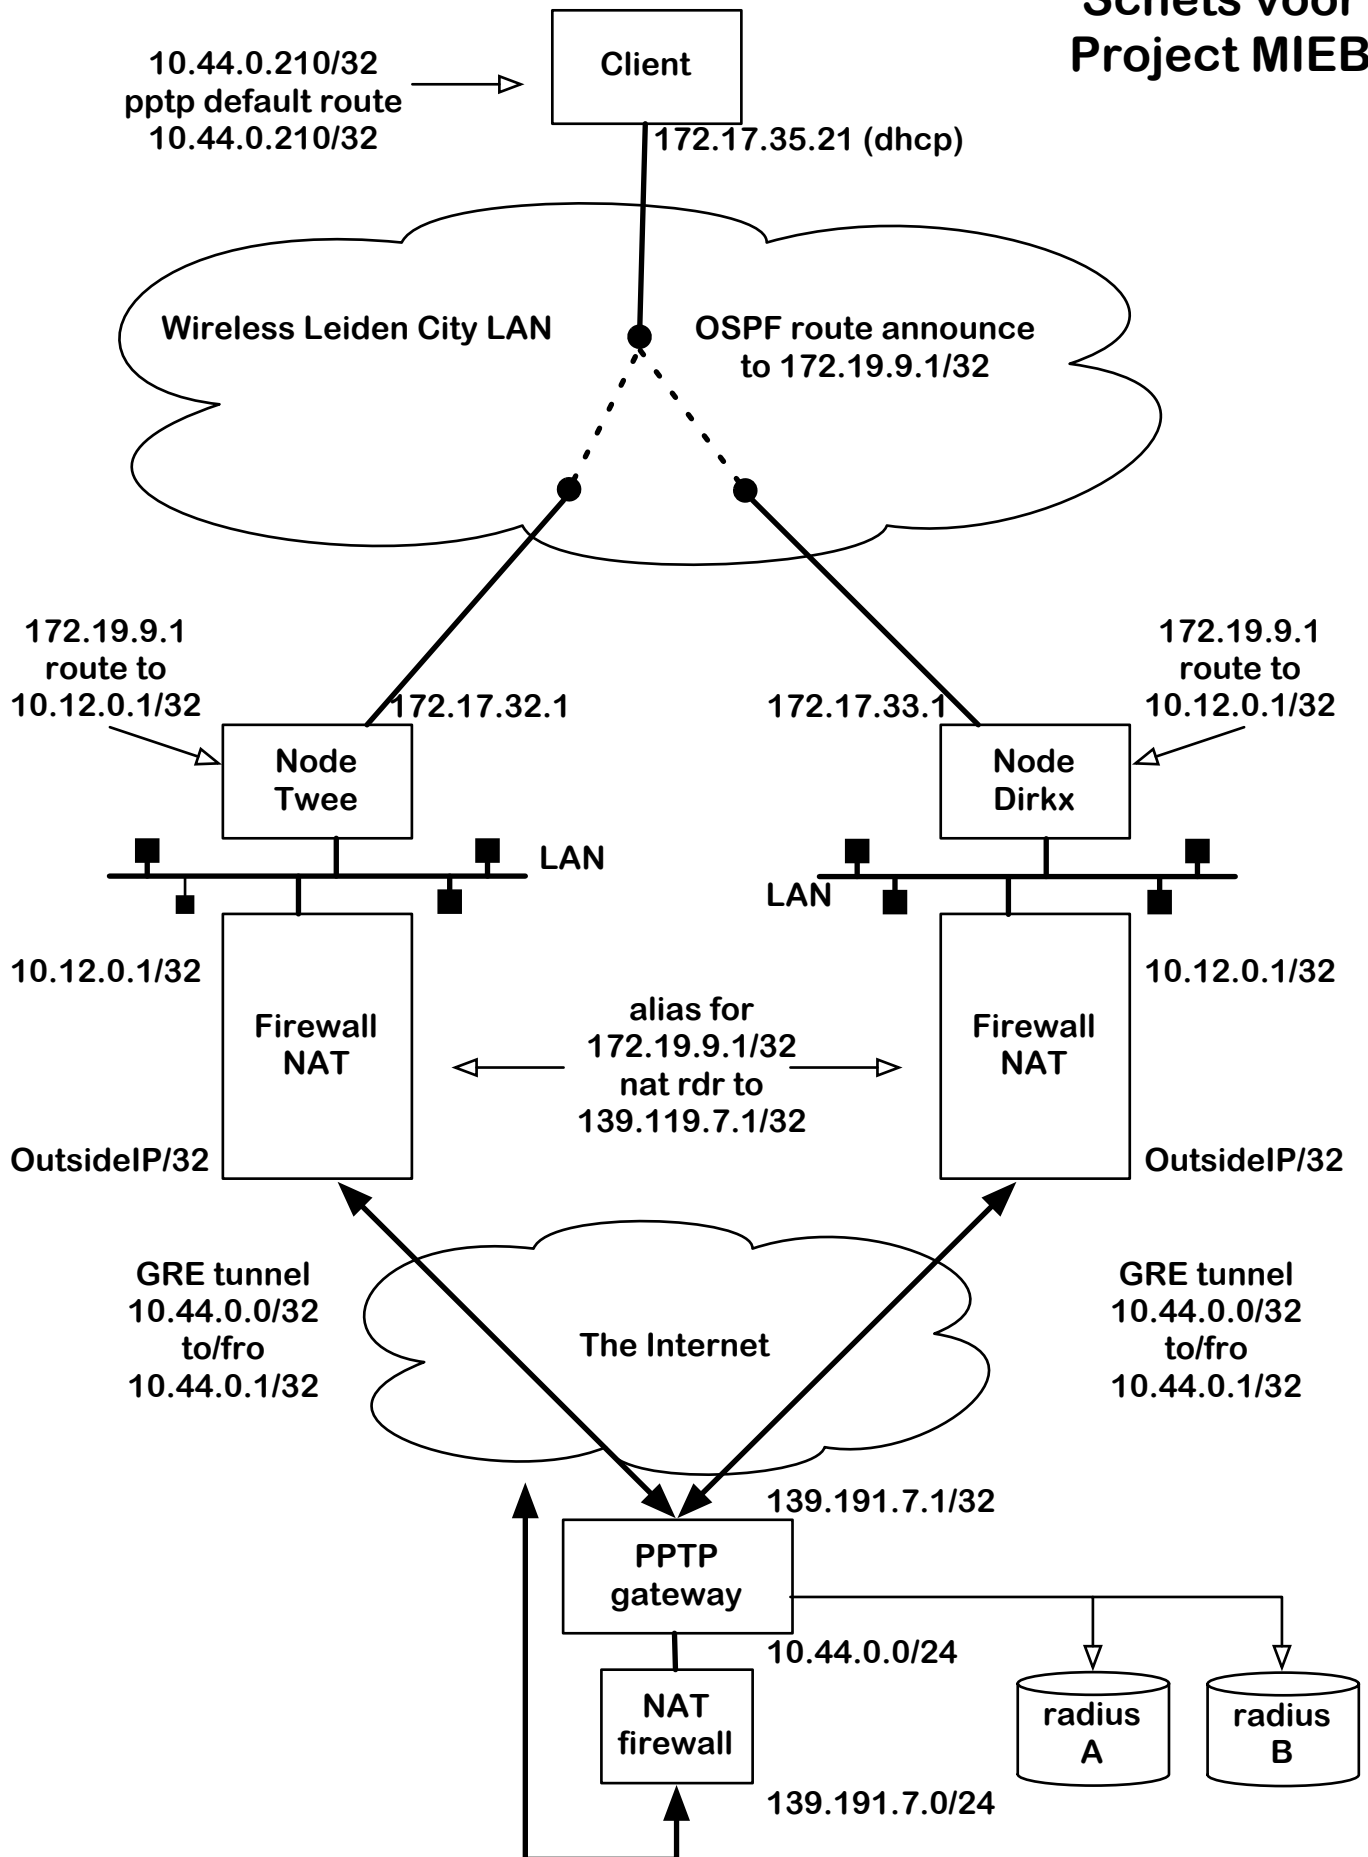 Schets voor
Project MIEB
10.44.0.210/32
pptp default route
10.44.0.210/32
Client
172.17.35.21 (dhcp)
Wireless Leiden City LAN
OSPF route announce
to 172.19.9.1/32
172.19.9.1
route to
10.12.0.1/32
172.17.32.1
172.17.33.1
172.19.9.1
route to
10.12.0.1/32
Node
Twee
Node
Dirkx
LAN
LAN
10.12.0.1/32
Firewall
NAT
OutsideIP/32
alias for
172.19.9.1/32
nat rdr to
139.119.7.1/32
10.12.0.1/32
Firewall
NAT
OutsideIP/32
GRE tunnel
10.44.0.0/32
to/fro
10.44.0.1/32
The Internet
GRE tunnel
10.44.0.0/32
to/fro
10.44.0.1/32
139.191.7.1/32
PPTP
gateway
10.44.0.0/24
NAT
firewall
139.191.7.0/24
radius
A
radius
B